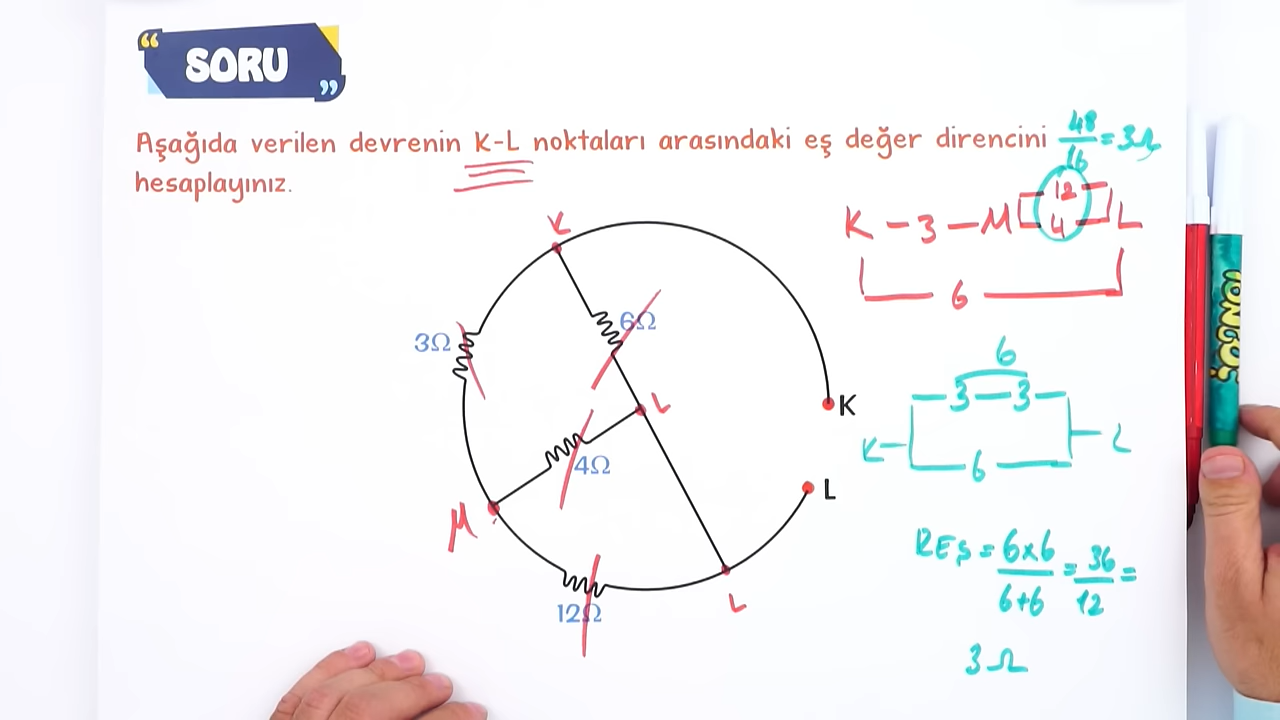 “
SORU
”
Aşağıda verilen devrenin K-L noktaları arasındaki eş değer direncini
hesaplayınız.
48/16 = 3Ω
12
K - 3 - M 4 L
6
K
3Ω
6Ω
L
4Ω
M
12Ω
L
K
L
6
3 - 3
K
L
6
REŞ = 6x6/6+6 = 36/12 =
3Ω
TONGUÇ